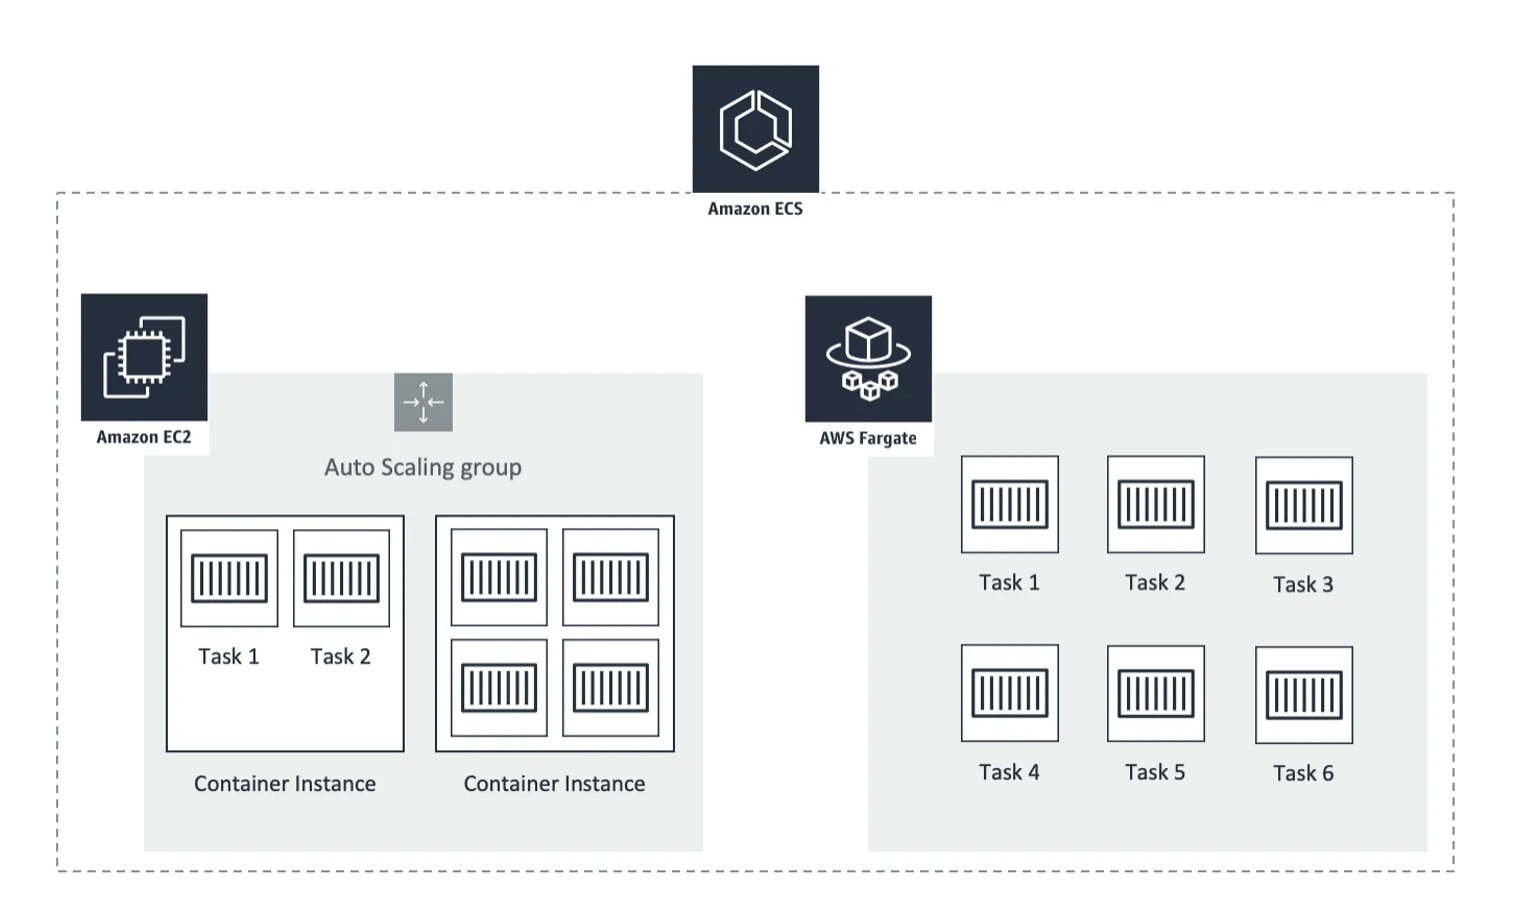 Amazon ECS
Amazon EC2
Auto Scaling group
Task 1
Task 2
Container Instance
Container Instance
AWS Fargate
Task 1
Task 2
Task 3
Task 4
Task 5
Task 6